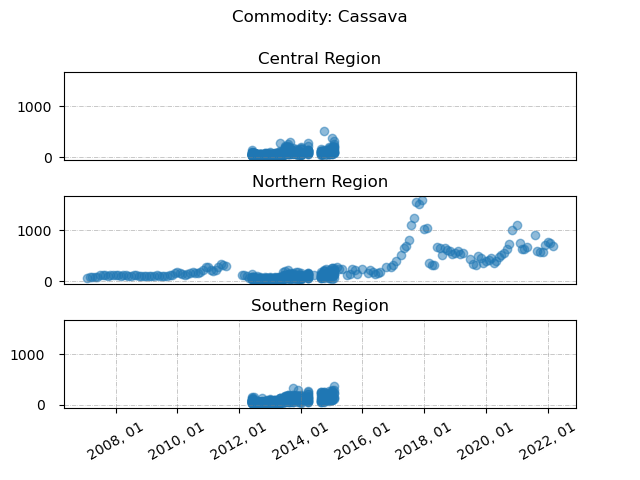 Commodity: Cassava
Central Region
1000
0
Northern Region
1000
0
Southern Region
1000
0
2008, 01 2010, 01 2012, 01 2014, 01 2016, 01 2018, 01 2020, 01 2022, 01